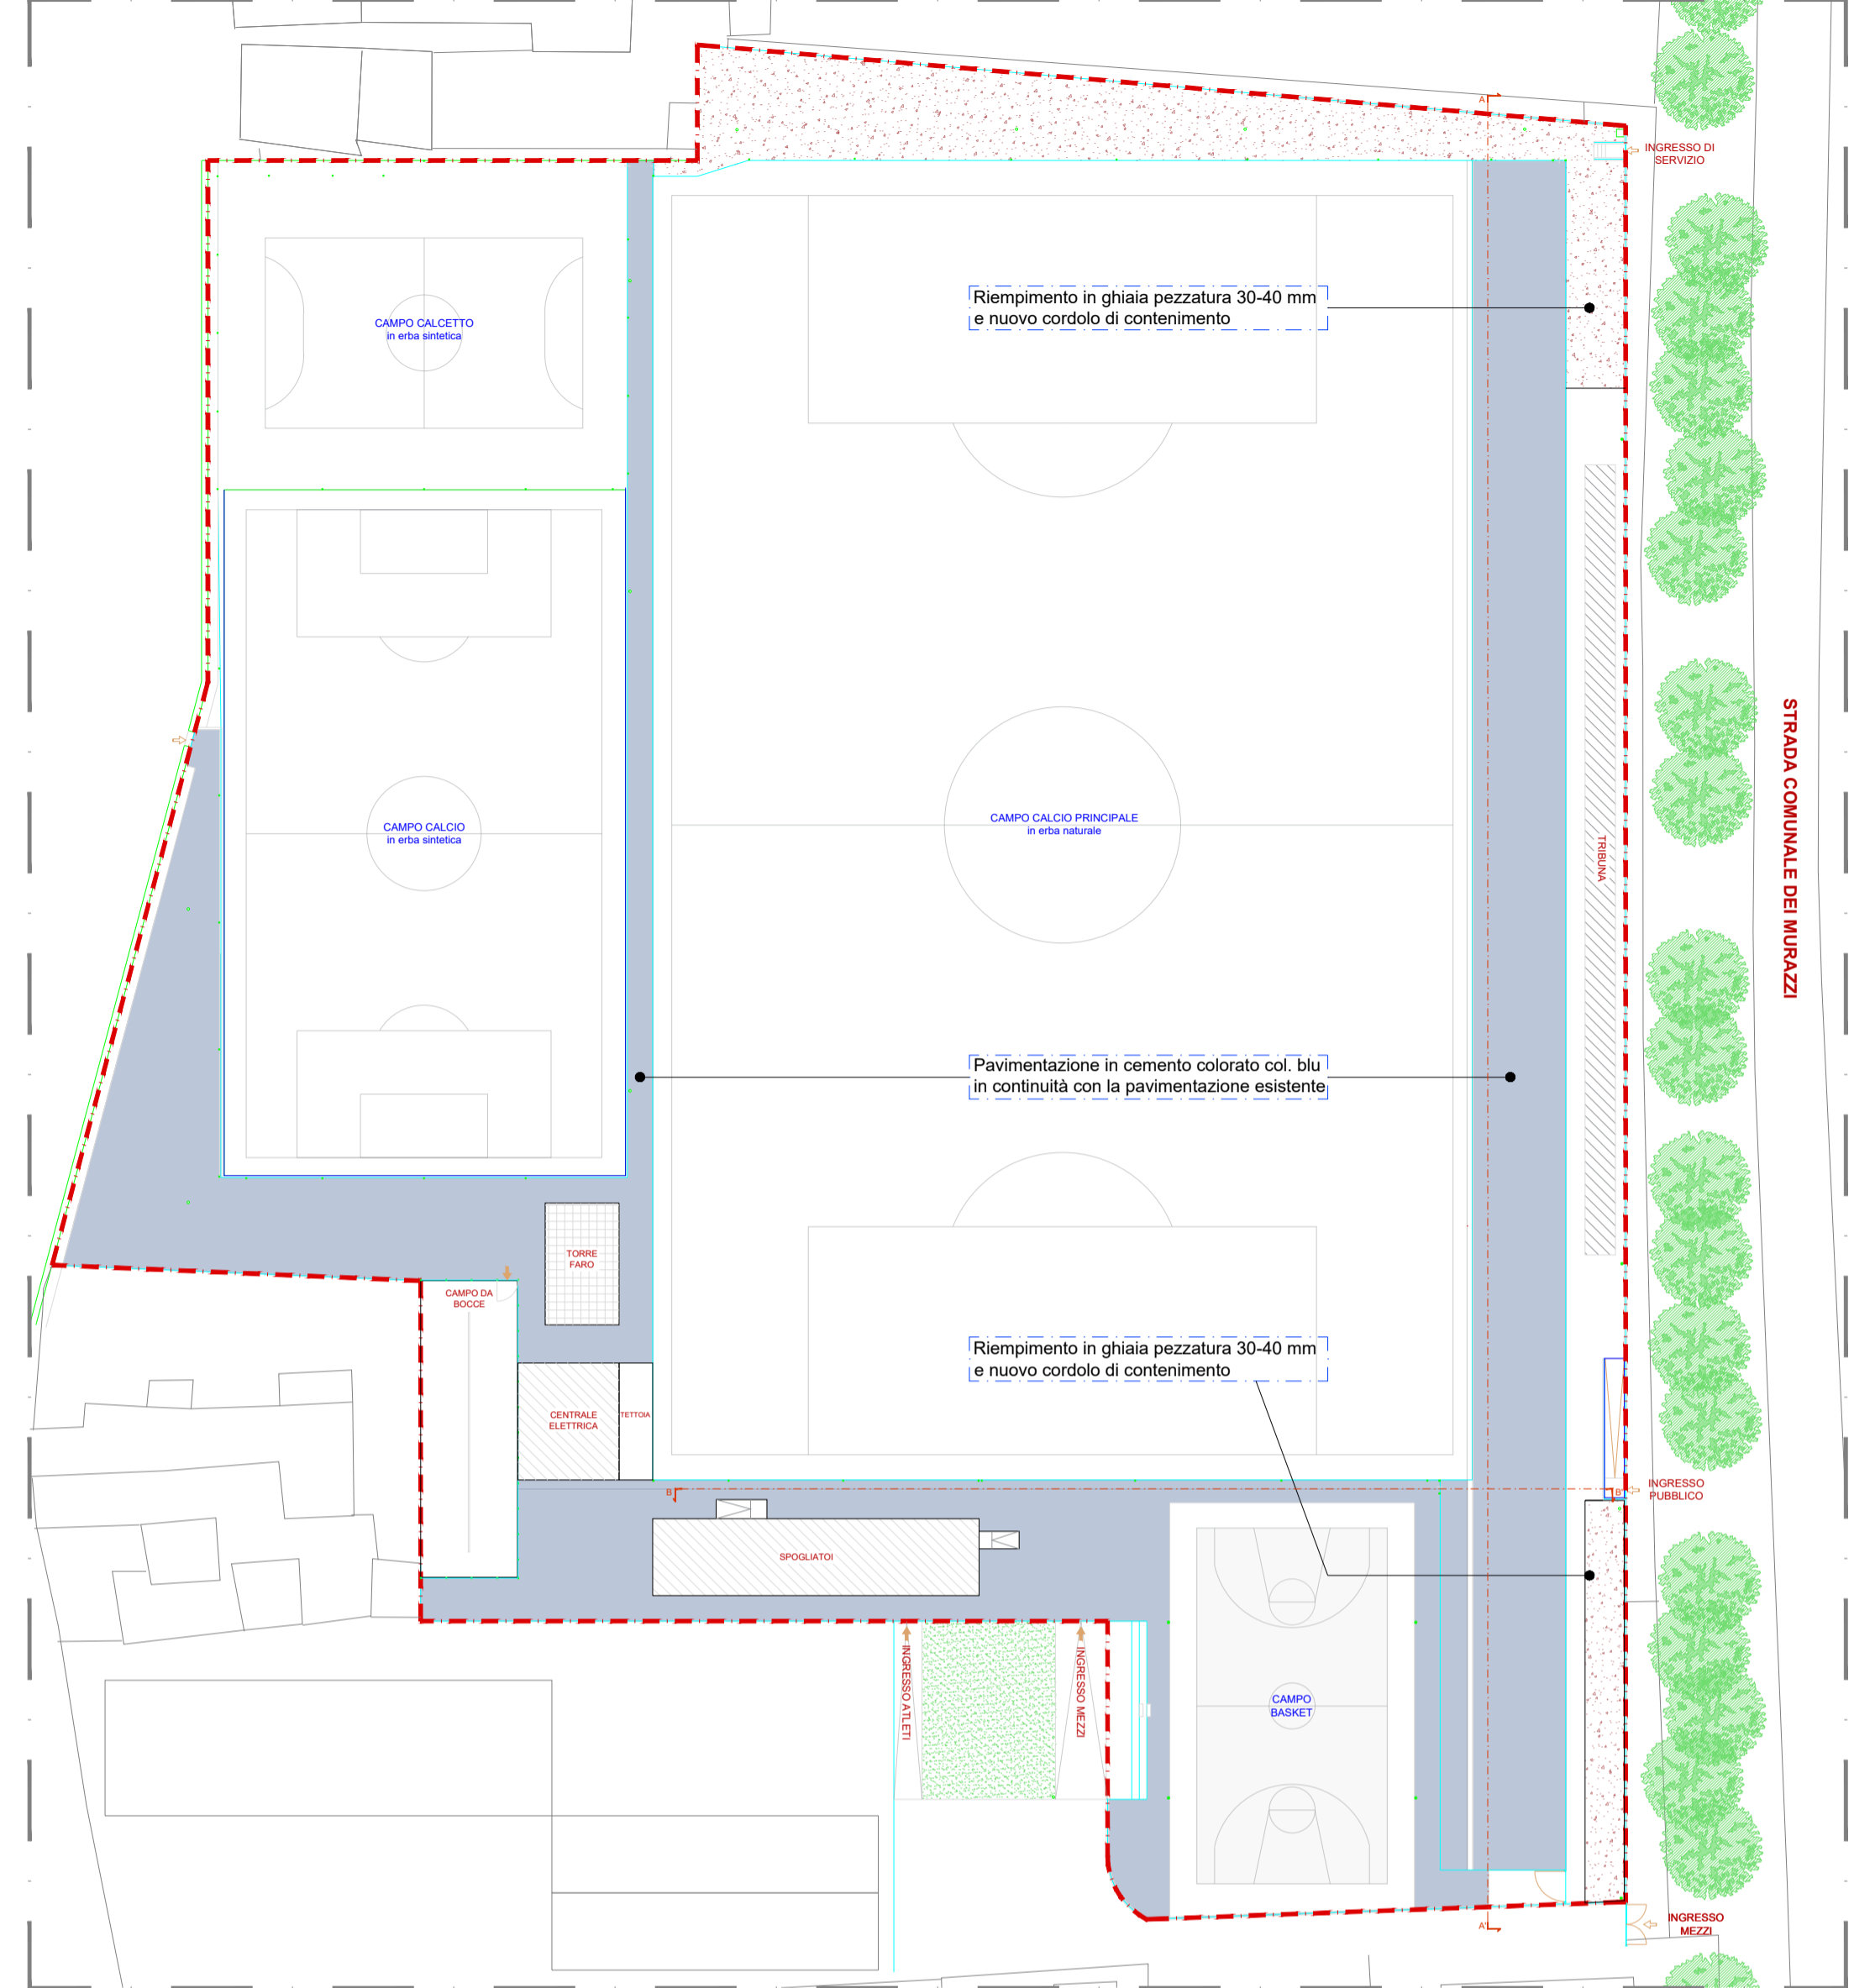 A
INGRESSO DI
SERVIZIO
Riempimento in ghiaia pezzatura 30-40 mm
e nuovo cordolo di contenimento
CAMPO CALCETTO
in erba sintetica
STRADA COMUNALE DEI MURAZZI
CAMPO CALCIO PRINCIPALE
in erba naturale
CAMPO CALCIO
in erba sintetica
TRIBUNA
Pavimentazione in cemento colorato col. blu
in continuità con la pavimentazione esistente
TORRE
FARO
CAMPO DA
BOCCE
Riempimento in ghiaia pezzatura 30-40 mm
e nuovo cordolo di contenimento
CENTRALE
ELETTRICA
TETTOIA
INGRESSO
PUBBLICO
B
B'
SPOGLIATOI
INGRESSO ATLETI
INGRESSO MEZZI
CAMPO
BASKET
INGRESSO
MEZZI
A'